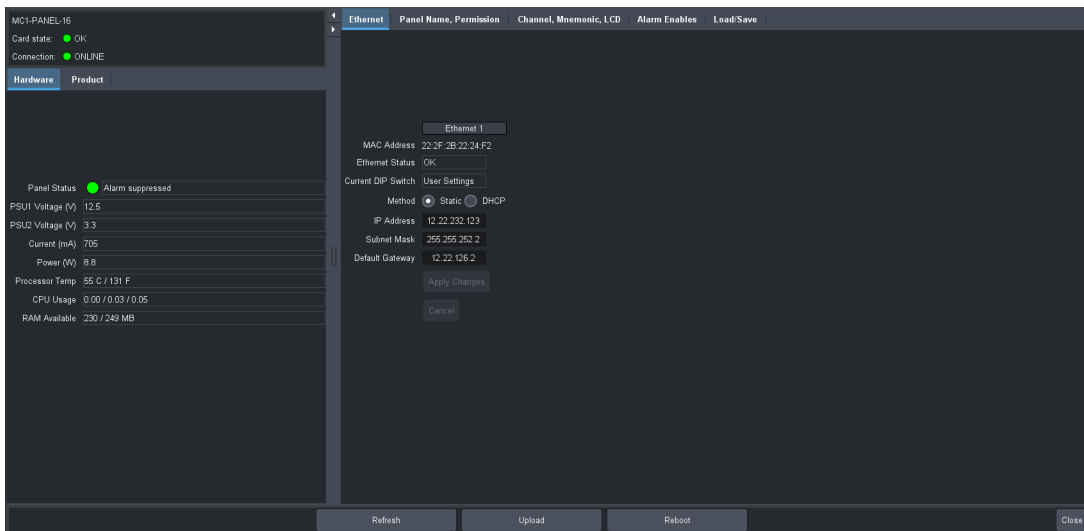 MC1-PANEL-16
Card state: OK
Connection: ONLINE
Hardware Product
Panel Status Alarm suppressed
PSU1 Voltage (V) 12.5
PSU2 Voltage (V) 3.3
Current (mA) 705
Power (W) 8.8
Processor Temp 55 C / 131 F
CPU Usage 0.00 / 0.03 / 0.05
RAM Available 230 / 249 MB
Ethernet Panel Name, Permission Channel, Mnemonic, LCD Alarm Enables Load/Save
Ethernet 1
MAC Address 22:2F:2B:22:24:F2
Ethernet Status OK
Current DIP Switch User Settings
Method Static DHCP
IP Address 12.22.232.123
Subnet Mask 255.255.252.2
Default Gateway 12.22.126.2
Apply Changes
Cancel
Refresh Upload Reboot Close